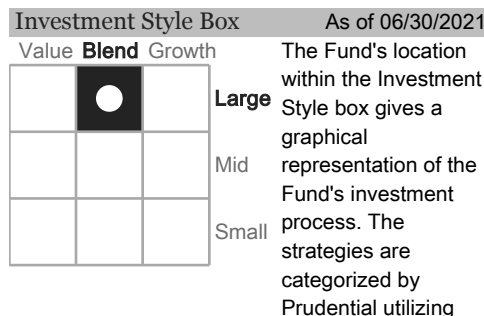 Investment Style Box As of 06/30/2021
Value Blend Growth
Large
Mid
Small
The Fund's location
within the Investment
Style box gives a
graphical
representation of the
Fund's investment
process. The
strategies are
categorized by
Prudential utilizing